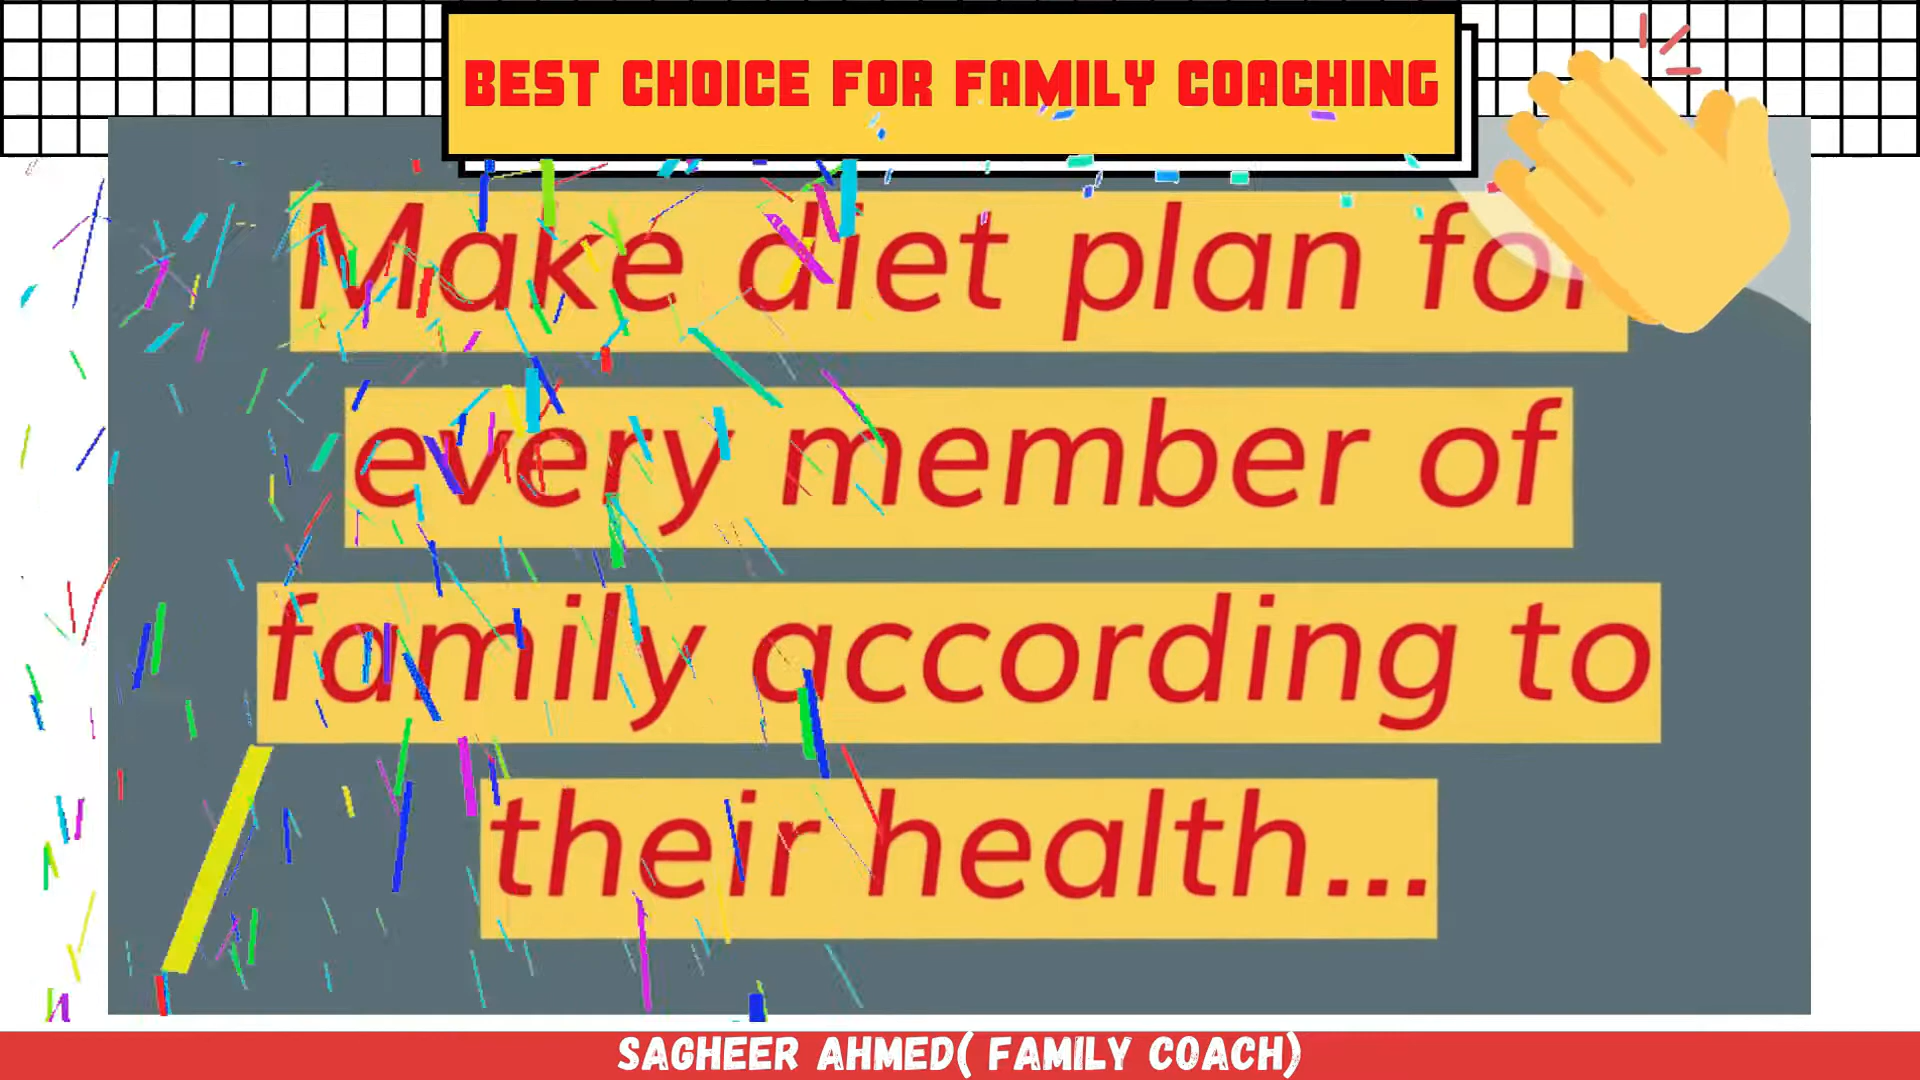 BEST CHOICE FOR FAMILY COACHING
Make diet plan for
every member of
family according to
their health...
SAGHEER AHMED( FAMILY COACH)